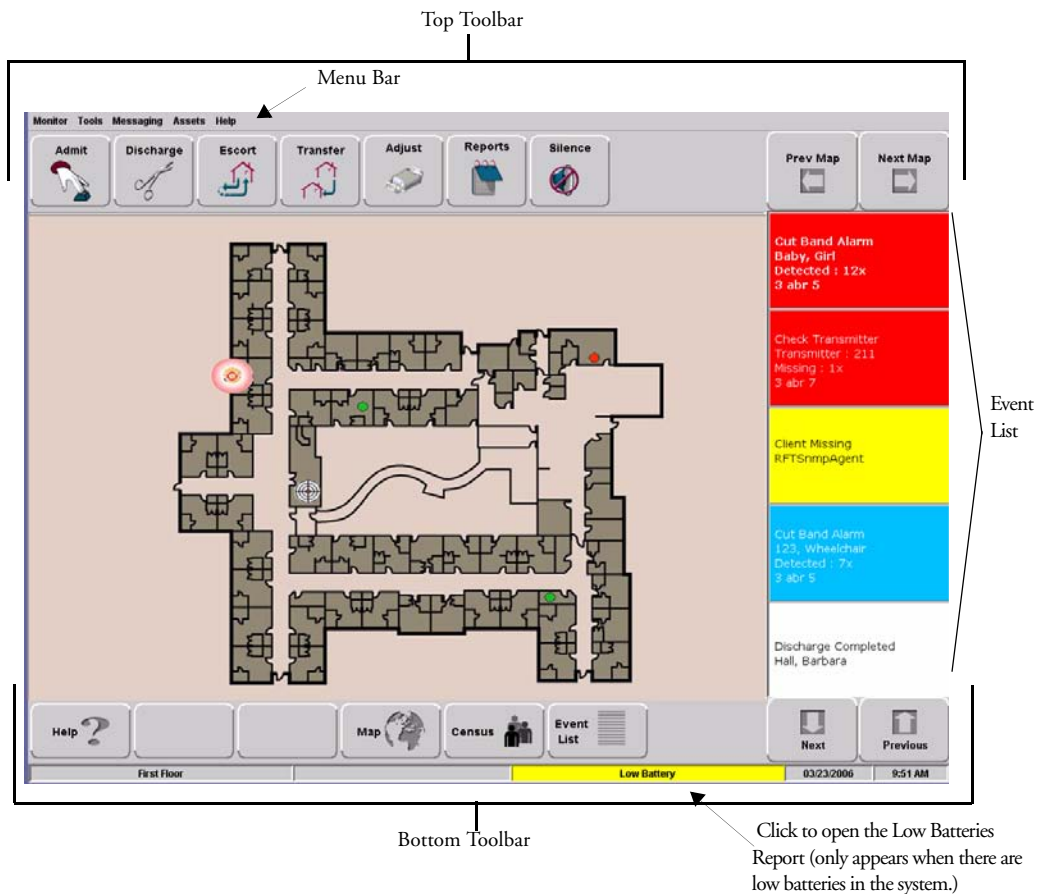 Top Toolbar
Menu Bar
Monitor Tools Messaging Assets Help
Admit
Discharge
Escort
Transfer
Adjust
Reports
Silence
Prev Map
Next Map
Cut Band Alarm
Baby, Girl
Detected : 12x
3 abr 5
Check Transmitter
Transmitter : 211
Missing : 1x
3 abr 7
Client Missing
RFTSnmpAgent
Cut Band Alarm
123, Wheelchair
Detected : 7x
3 abr 5
Discharge Completed
Hall, Barbara
Event
List
Help
Map
Census
Event
List
Next
Previous
First Floor
Low Battery
03/23/2006
9:51 AM
Bottom Toolbar
Click to open the Low Batteries
Report (only appears when there are
low batteries in the system.)